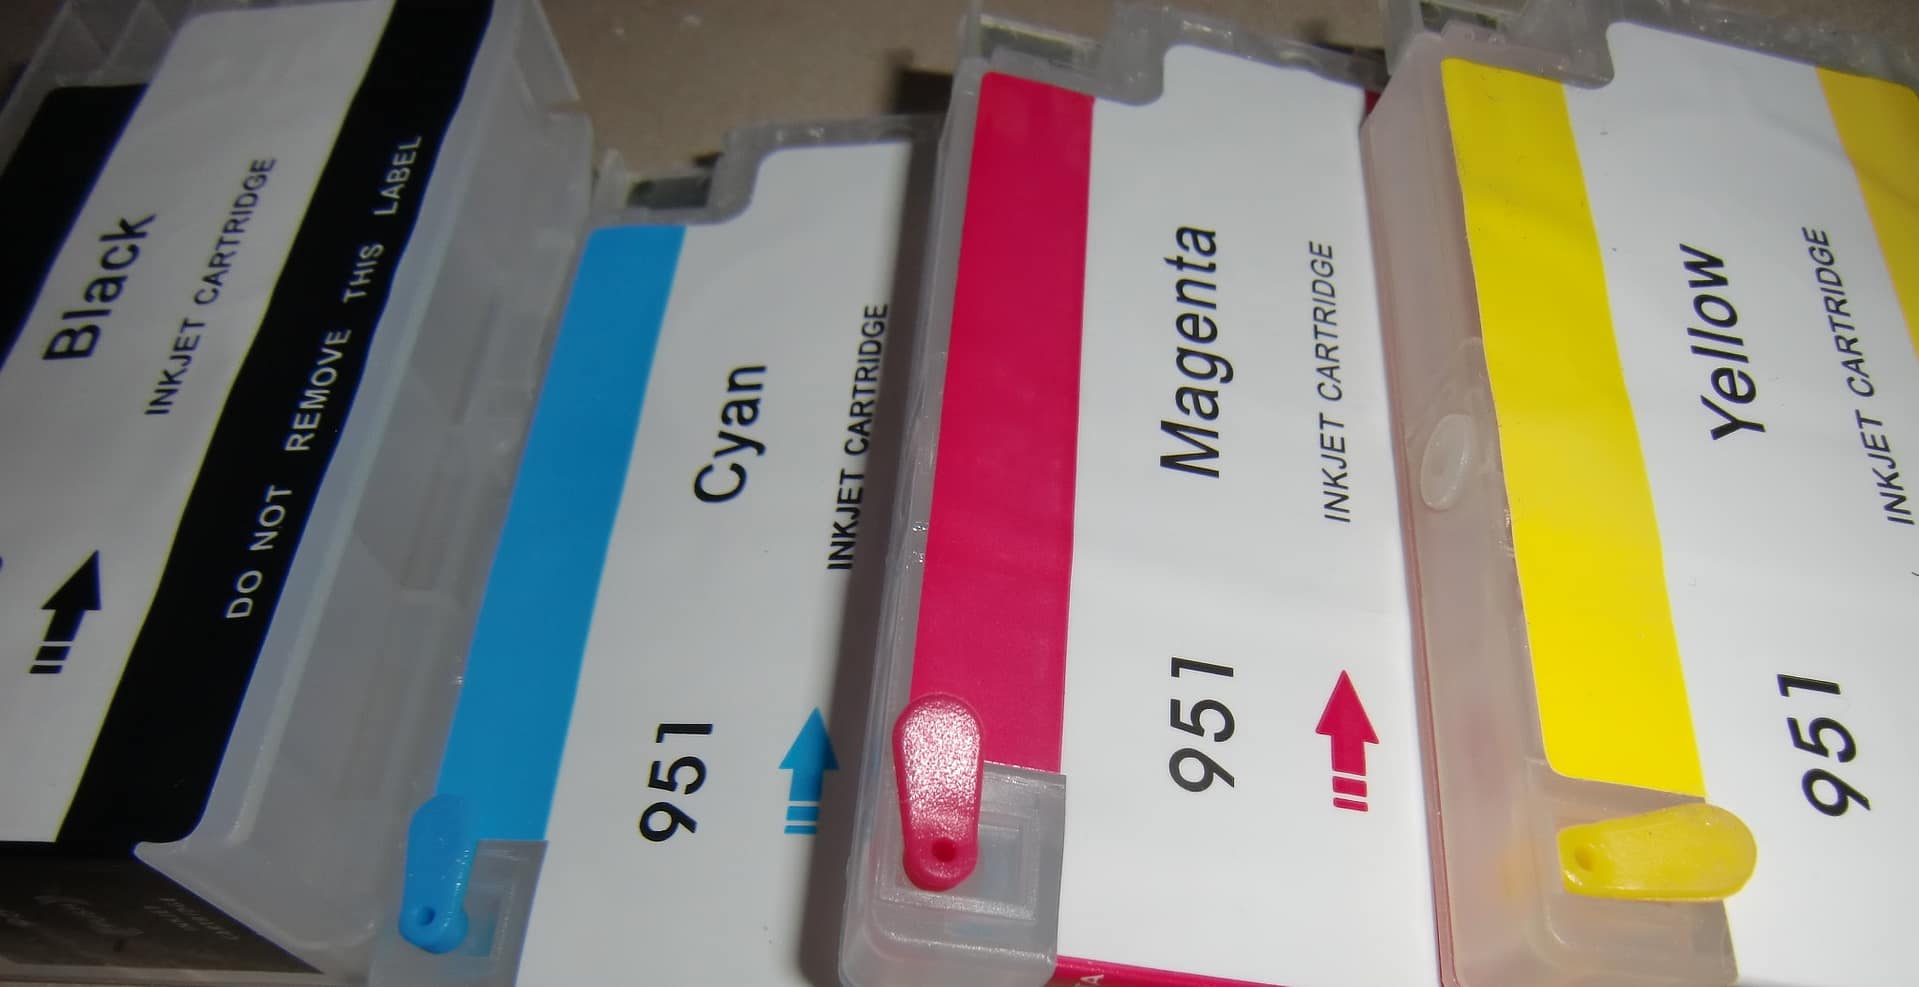 Black
INKJET CARTRIDGE
DO NOT REMOVE THIS LABEL
Cyan
INKJET CARTRIDGE
951
Magenta
INKJET CARTRIDGE
951
Yellow
INKJET CARTRIDGE
951